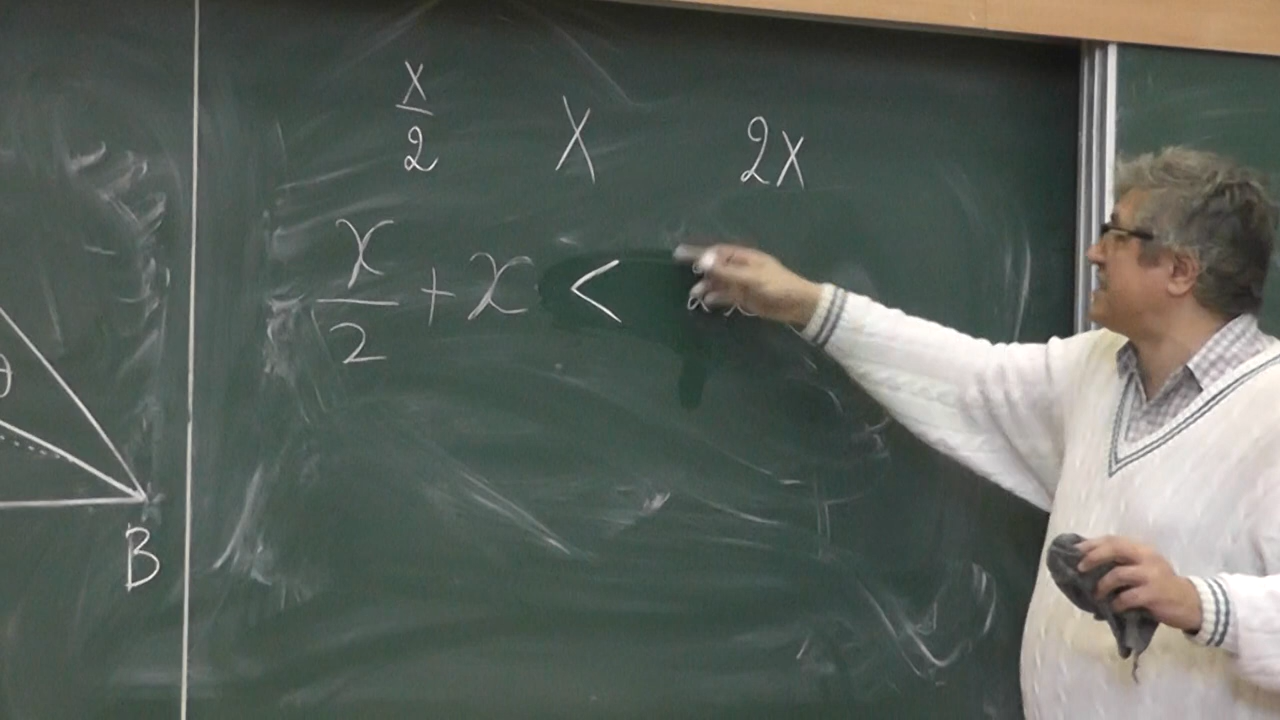 x/2 X 2x
x/2 + x <
θ
B